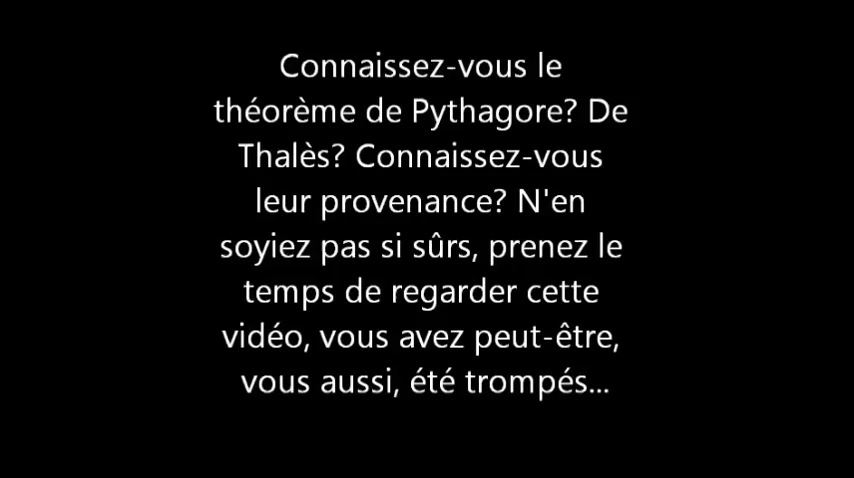 Connaissez-vous le
théorème de Pythagore? De
Thalès? Connaissez-vous
leur provenance? N'en
soyiez pas si sûrs, prenez le
temps de regarder cette
vidéo, vous avez peut-être,
vous aussi, été trompés...